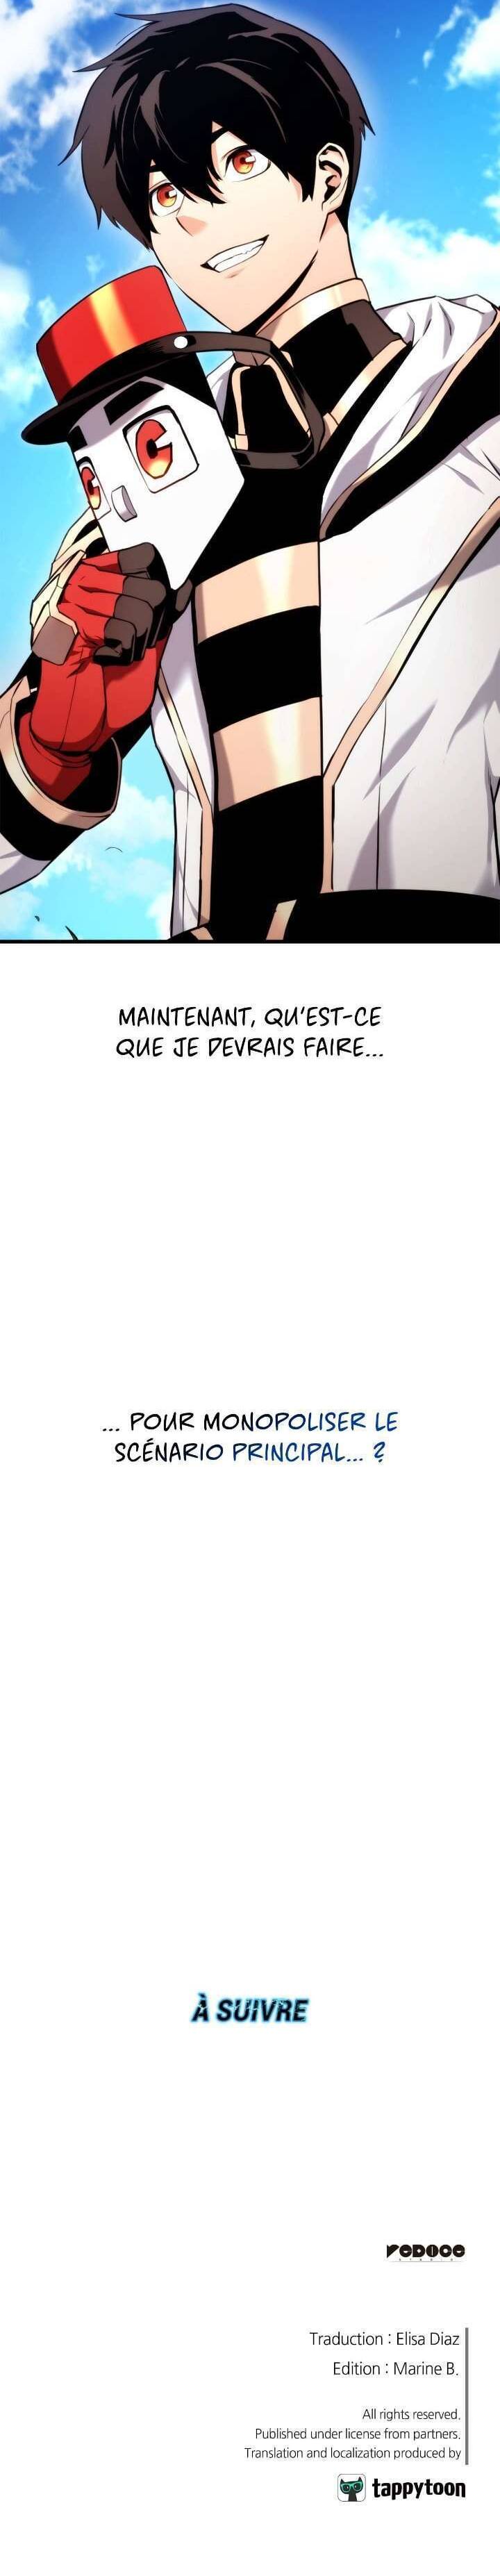 MAINTENANT, QU'EST-CE
QUE JE DEVRAIS FAIRE...
... POUR MONOPOLISER LE
SCÉNARIO PRINCIPAL... ?
À SUIVRE
REDICE
STUDIO
Traduction : Elisa Diaz
Edition : Marine B.
All rights reserved.
Published under license from partners.
Translation and localization produced by
tappytoon